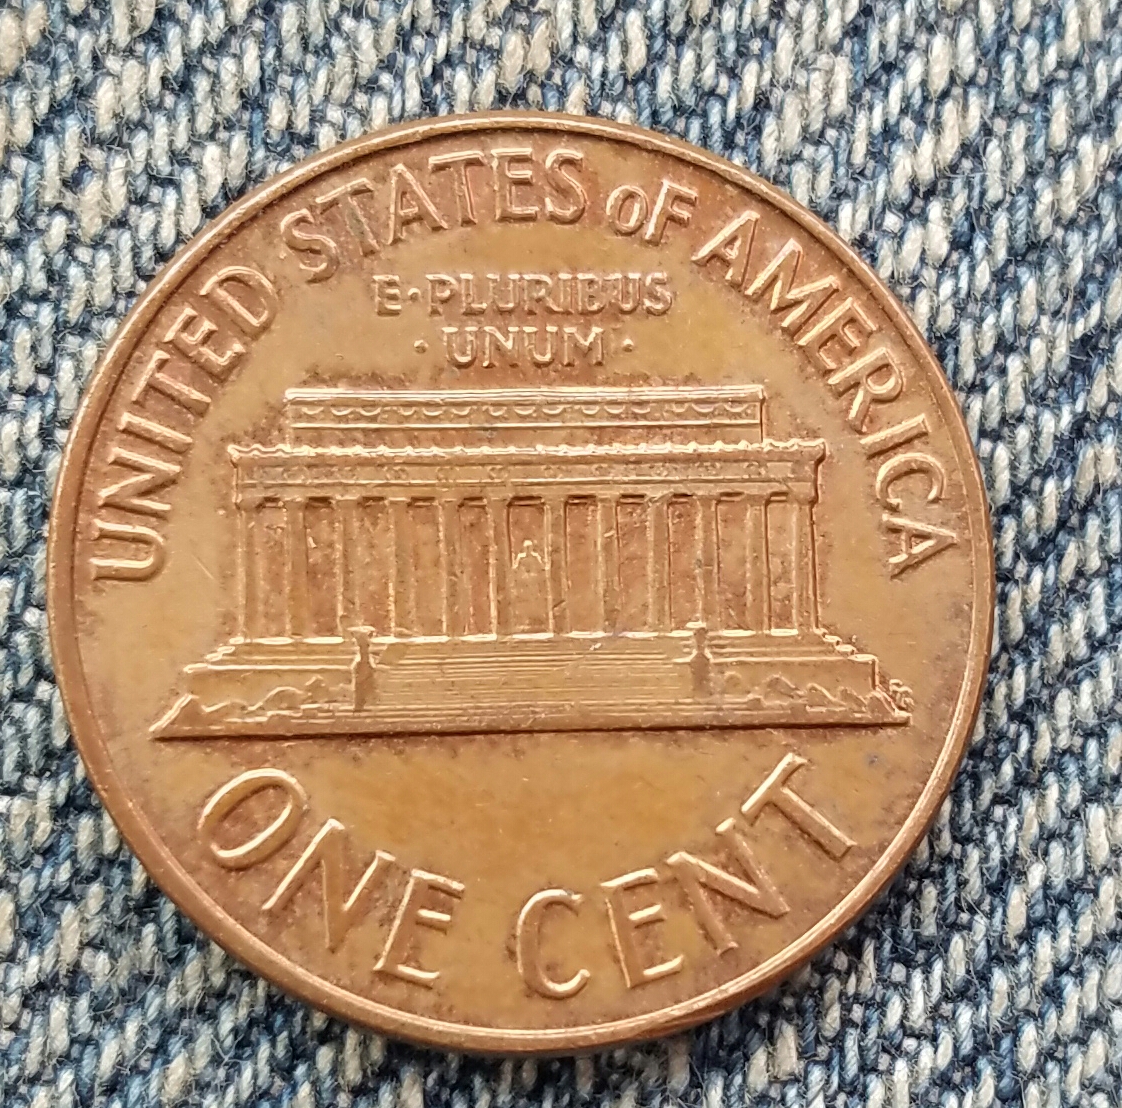 UNITED STATES OF AMERICA
E·PLURIBUS
·UNUM·
ONE CENT